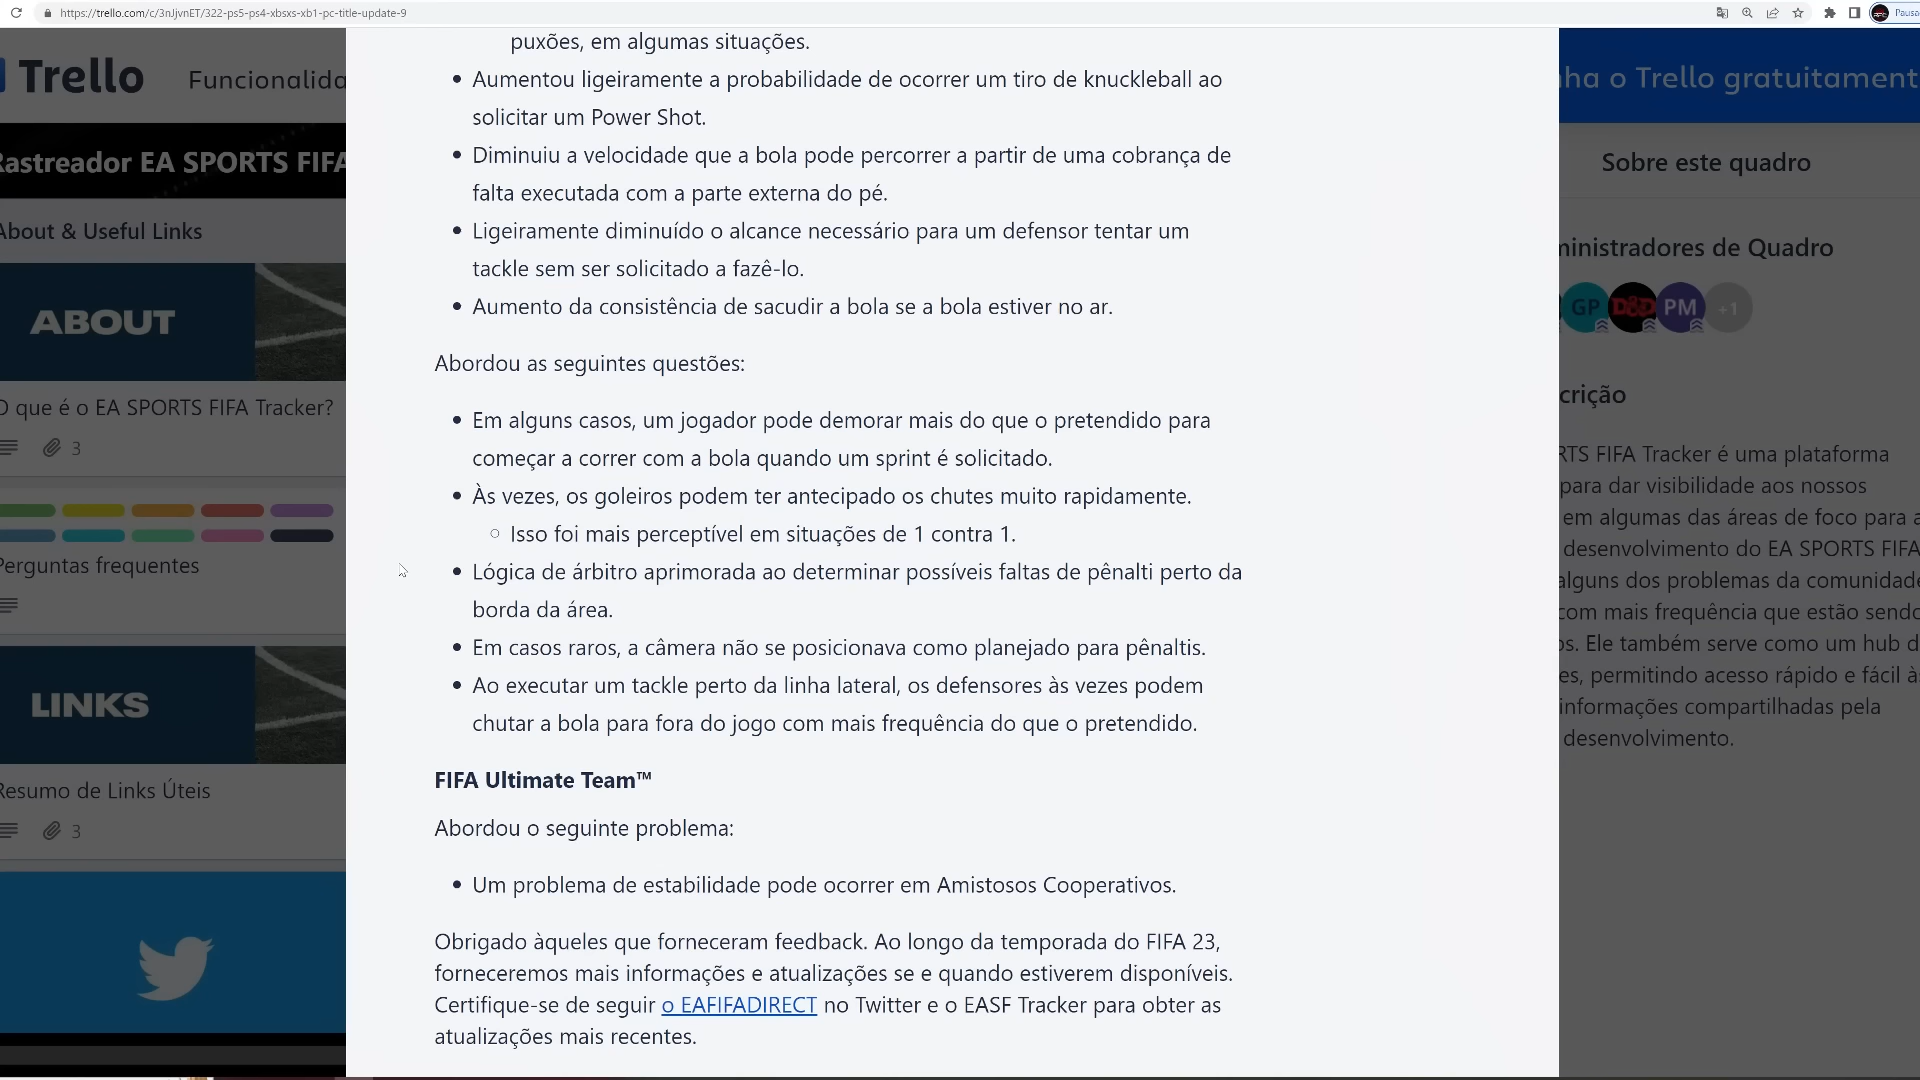 https://trello.com/c/3nJjvnET/322-ps5-ps4-xbsxs-xb1-pc-title-update-9
Pausa
Trello
Funcionalida
nha o Trello gratuitament
Rastreador EA SPORTS FIFA
About & Useful Links
ABOUT
O que é o EA SPORTS FIFA Tracker?
3
Perguntas frequentes
LINKS
Resumo de Links Úteis
3
puxões, em algumas situações.
• Aumentou ligeiramente a probabilidade de ocorrer um tiro de knuckleball ao
solicitar um Power Shot.
• Diminuiu a velocidade que a bola pode percorrer a partir de uma cobrança de
falta executada com a parte externa do pé.
• Ligeiramente diminuído o alcance necessário para um defensor tentar um
tackle sem ser solicitado a fazê-lo.
• Aumento da consistência de sacudir a bola se a bola estiver no ar.
Abordou as seguintes questões:
• Em alguns casos, um jogador pode demorar mais do que o pretendido para
começar a correr com a bola quando um sprint é solicitado.
• Às vezes, os goleiros podem ter antecipado os chutes muito rapidamente.
○ Isso foi mais perceptível em situações de 1 contra 1.
• Lógica de árbitro aprimorada ao determinar possíveis faltas de pênalti perto da
borda da área.
• Em casos raros, a câmera não se posicionava como planejado para pênaltis.
• Ao executar um tackle perto da linha lateral, os defensores às vezes podem
chutar a bola para fora do jogo com mais frequência do que o pretendido.
FIFA Ultimate Team™
Abordou o seguinte problema:
• Um problema de estabilidade pode ocorrer em Amistosos Cooperativos.
Obrigado àqueles que forneceram feedback. Ao longo da temporada do FIFA 23,
forneceremos mais informações e atualizações se e quando estiverem disponíveis.
Certifique-se de seguir o EAFIFADIRECT no Twitter e o EASF Tracker para obter as
atualizações mais recentes.
Sobre este quadro
ministradores de Quadro
GP D&D PM +1
crição
RTS FIFA Tracker é uma plataforma
para dar visibilidade aos nossos
em algumas das áreas de foco para a
desenvolvimento do EA SPORTS FIFA
alguns dos problemas da comunidade
com mais frequência que estão sendo
os. Ele também serve como um hub d
es, permitindo acesso rápido e fácil às
informações compartilhadas pela
desenvolvimento.